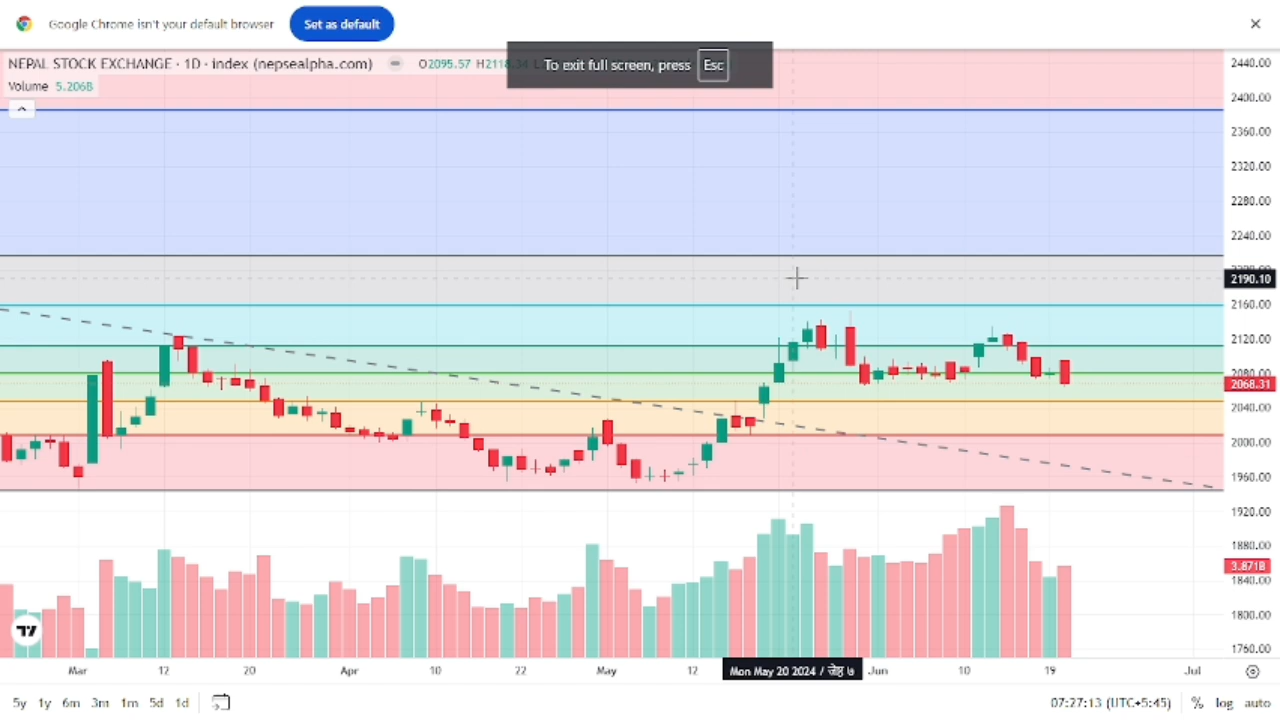 Google Chrome isn't your default browser Set as default
NEPAL STOCK EXCHANGE · 1D · index (nepsealpha.com) O2095.57
To exit full screen, press Esc
Volume 5.206B
2440.00
2400.00
2360.00
2320.00
2280.00
2240.00
2190.10
2160.00
2120.00
2080.00
2068.31
2040.00
2000.00
1960.00
1920.00
1880.00
3.871B
1840.00
1800.00
1760.00
Mar 12 20 Apr 10 22 May 12 Mon May 20 2024 / जेष्ठ ७ Jun 10 19 Jul
5y 1y 6m 3m 1m 5d 1d 07:27:13 (UTC+5:45) % log auto